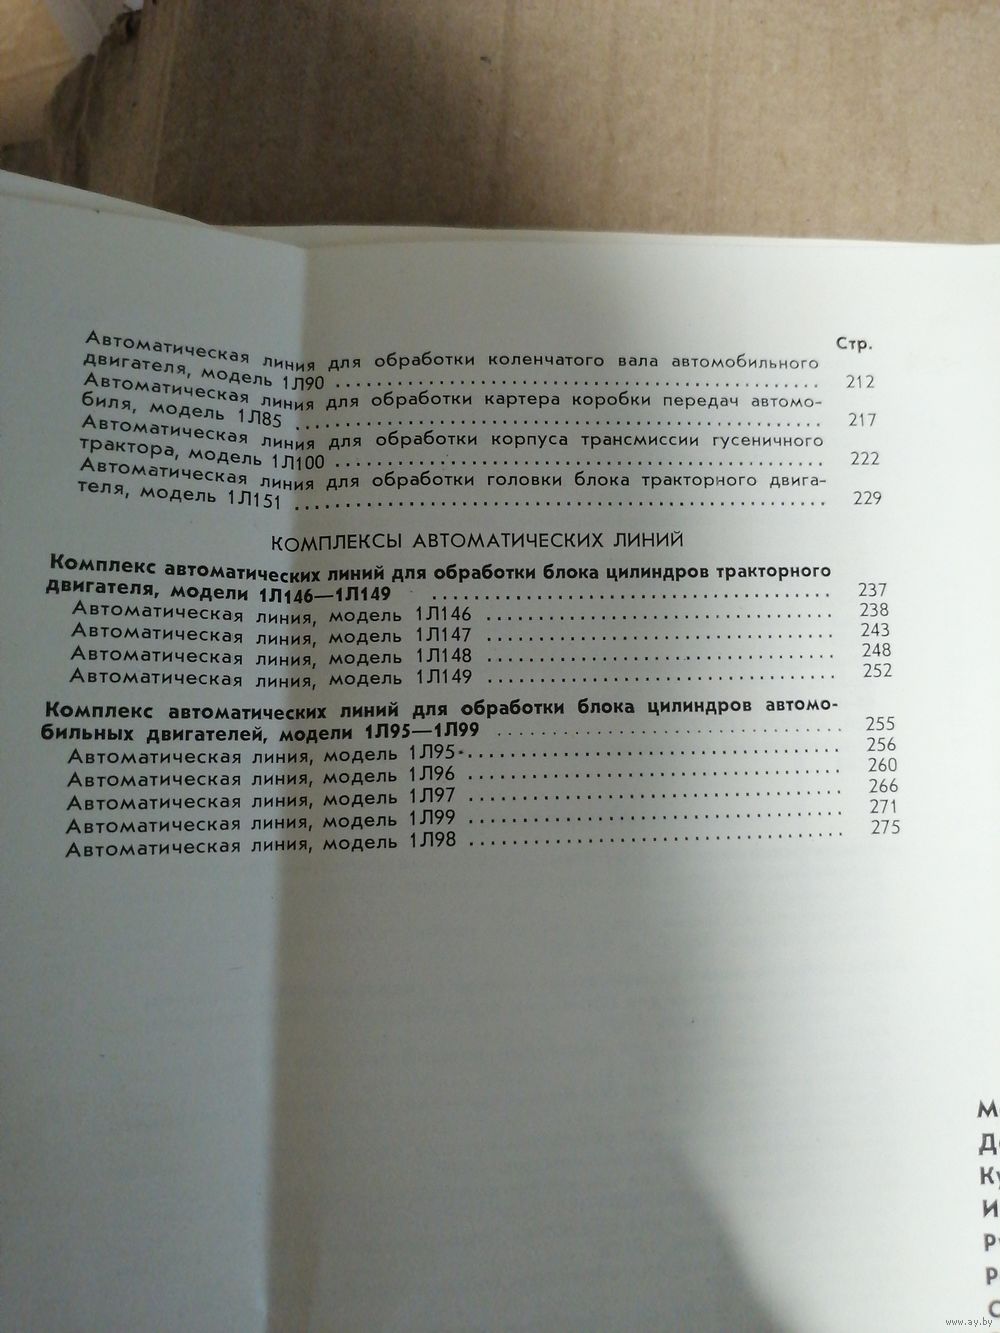 Стр.
Автоматическая линия для обработки коленчатого вала автомобильного
двигателя, модель 1Л90 ........ 212
Автоматическая линия для обработки картера коробки передач автомо-
биля, модель 1Л85 ........ 217
Автоматическая линия для обработки корпуса трансмиссии гусеничного
трактора, модель 1Л100 ........ 222
Автоматическая линия для обработки головки блока тракторного двига-
теля, модель 1Л151 ........ 229
КОМПЛЕКСЫ АВТОМАТИЧЕСКИХ ЛИНИЙ
Комплекс автоматических линий для обработки блока цилиндров тракторного
двигателя, модели 1Л146—1Л149 ........ 237
Автоматическая линия, модель 1Л146 ........ 238
Автоматическая линия, модель 1Л147 ........ 243
Автоматическая линия, модель 1Л148 ........ 248
Автоматическая линия, модель 1Л149 ........ 252
Комплекс автоматических линий для обработки блока цилиндров автомо-
бильных двигателей, модели 1Л95—1Л99 ........ 255
Автоматическая линия, модель 1Л95 ........ 256
Автоматическая линия, модель 1Л96 ........ 260
Автоматическая линия, модель 1Л97 ........ 266
Автоматическая линия, модель 1Л99 ........ 271
Автоматическая линия, модель 1Л98 ........ 275
www.ay.by